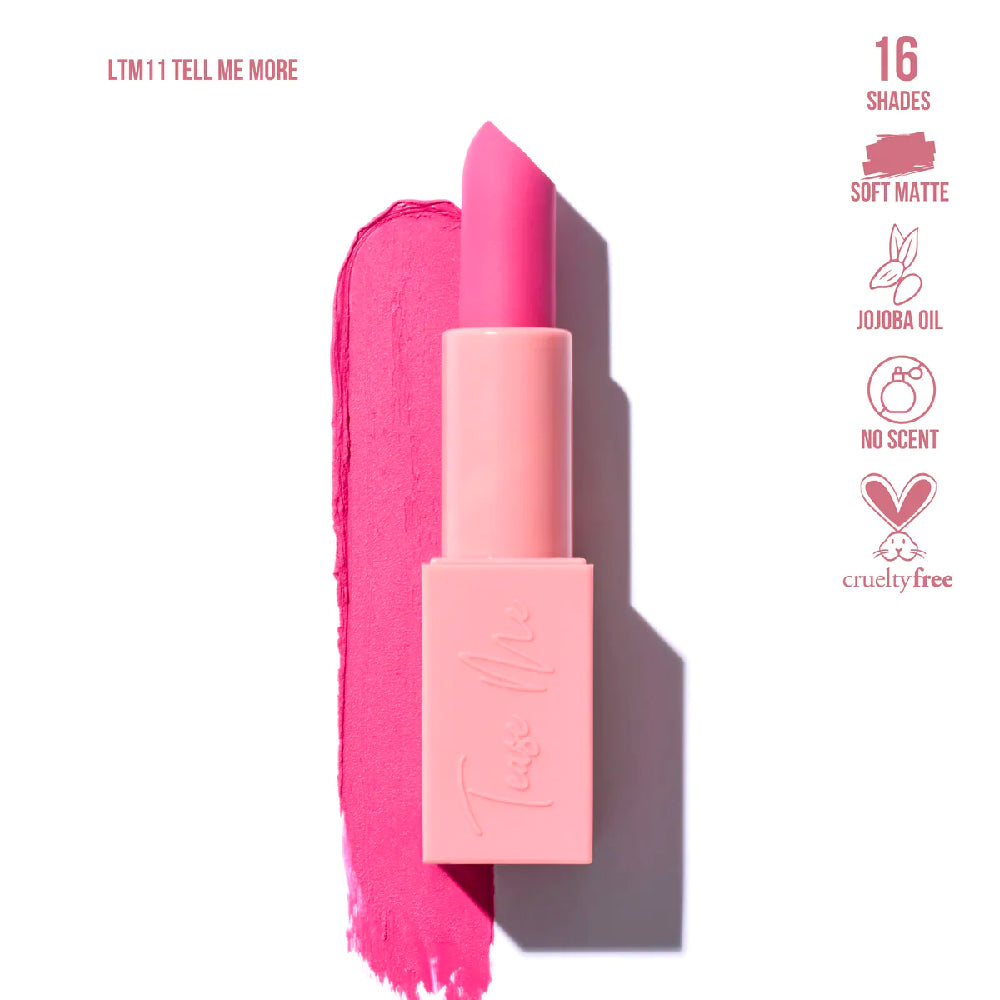 LTM11 TELL ME MORE
16
SHADES
SOFT MATTE
JOJOBA OIL
NO SCENT
crueltyfree
Tease Me